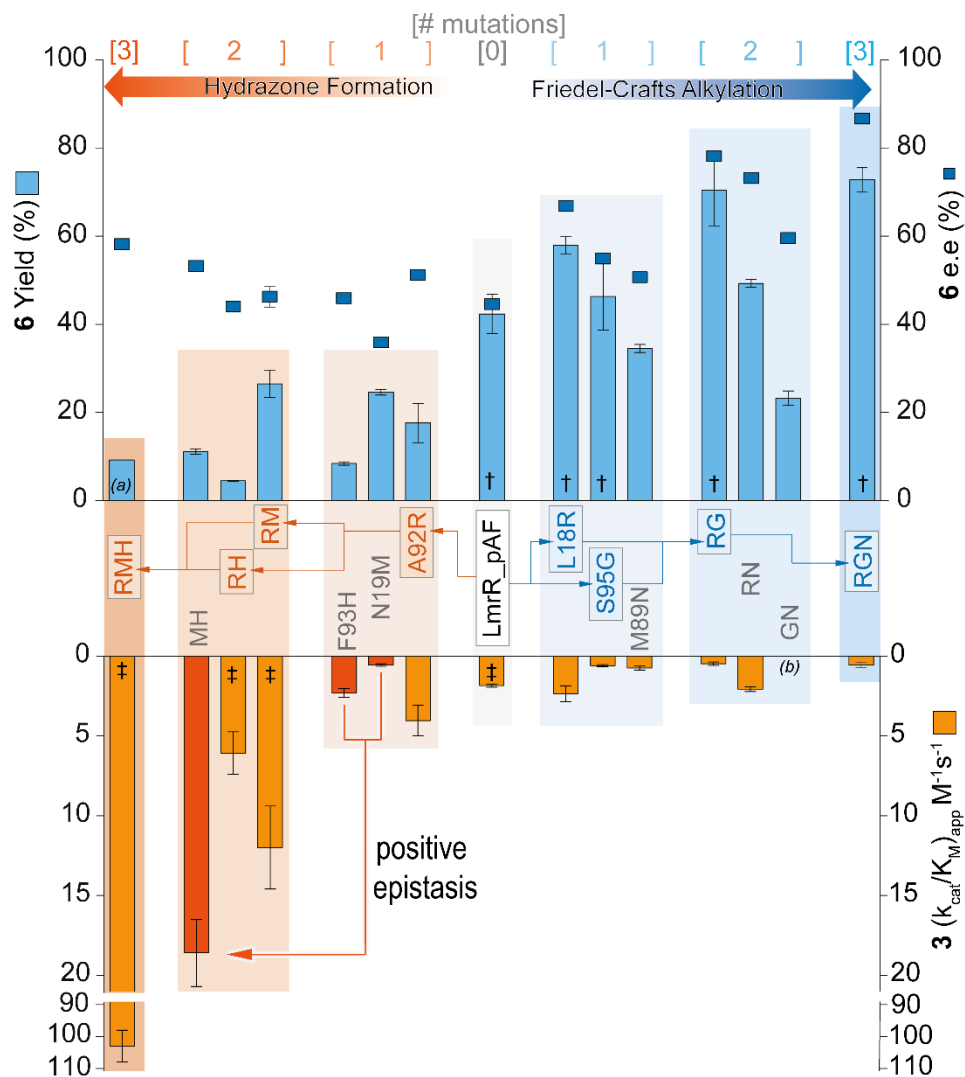 [# mutations]
[3] [ 2 ] [ 1 ] [0] [ 1 ] [ 2 ] [3]
Hydrazone Formation
Friedel-Crafts Alkylation
100
80
60
40
20
0
6 Yield (%)
100
80
60
40
20
0
6 e.e (%)
(a)
†
†
†
†
†
RMH
MH
RH
RM
F93H
N19M
A92R
LmrR_pAF
L18R
S95G
M89N
RG
RN
GN
RGN
‡
‡
‡
‡
(b)
0
5
10
15
20
90
100
110
0
5
10
15
20
90
100
110
positive
epistasis
3 (kcat/KM)app M⁻¹s⁻¹